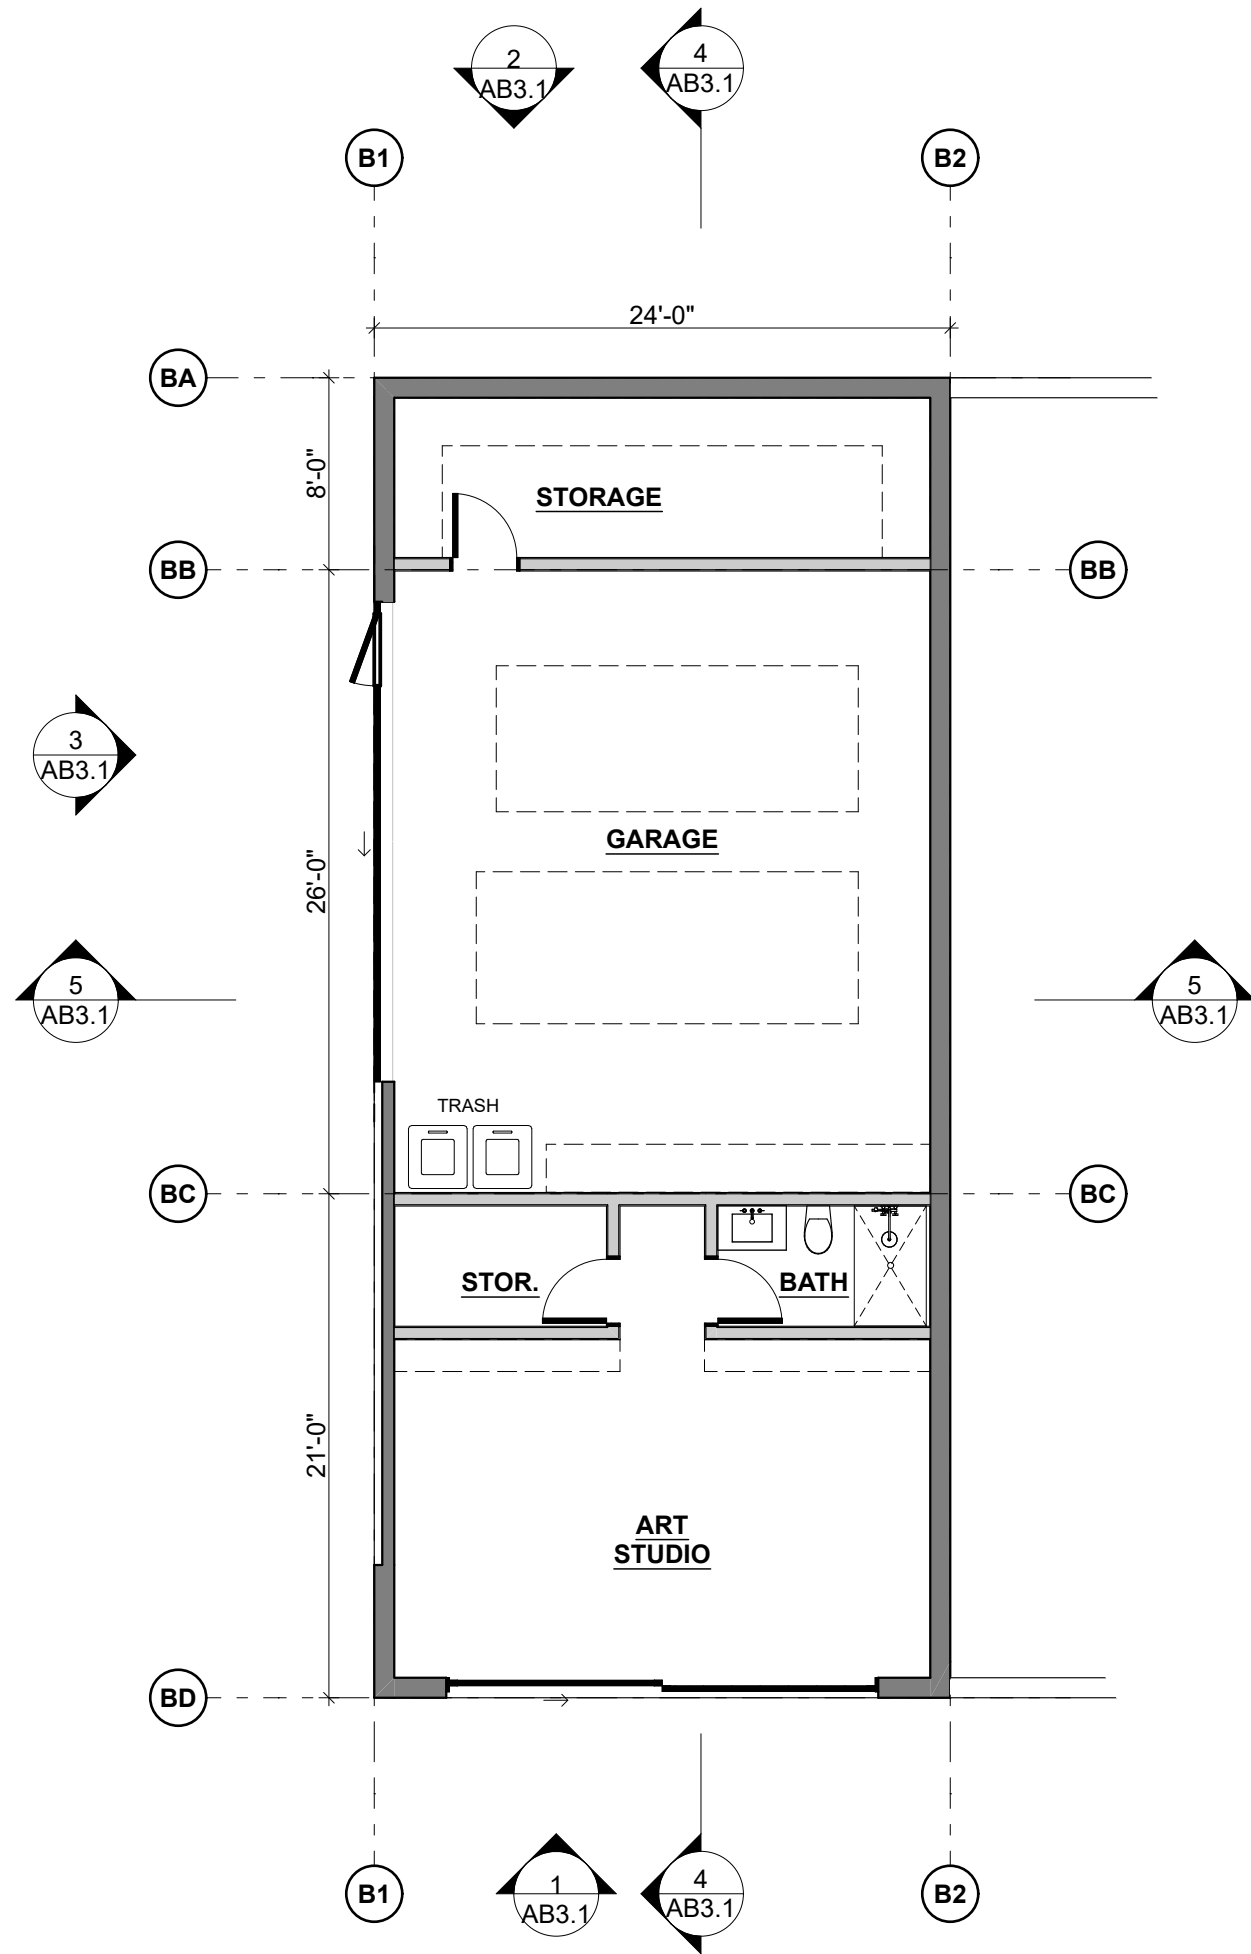 2
AB3.1
4
AB3.1
B1
B2
24'-0"
BA
8'-0"
STORAGE
BB
BB
3
AB3.1
GARAGE
26'-0"
5
AB3.1
5
AB3.1
TRASH
BC
BC
STOR.
BATH
21'-0"
ART
STUDIO
BD
B1
1
AB3.1
4
AB3.1
B2